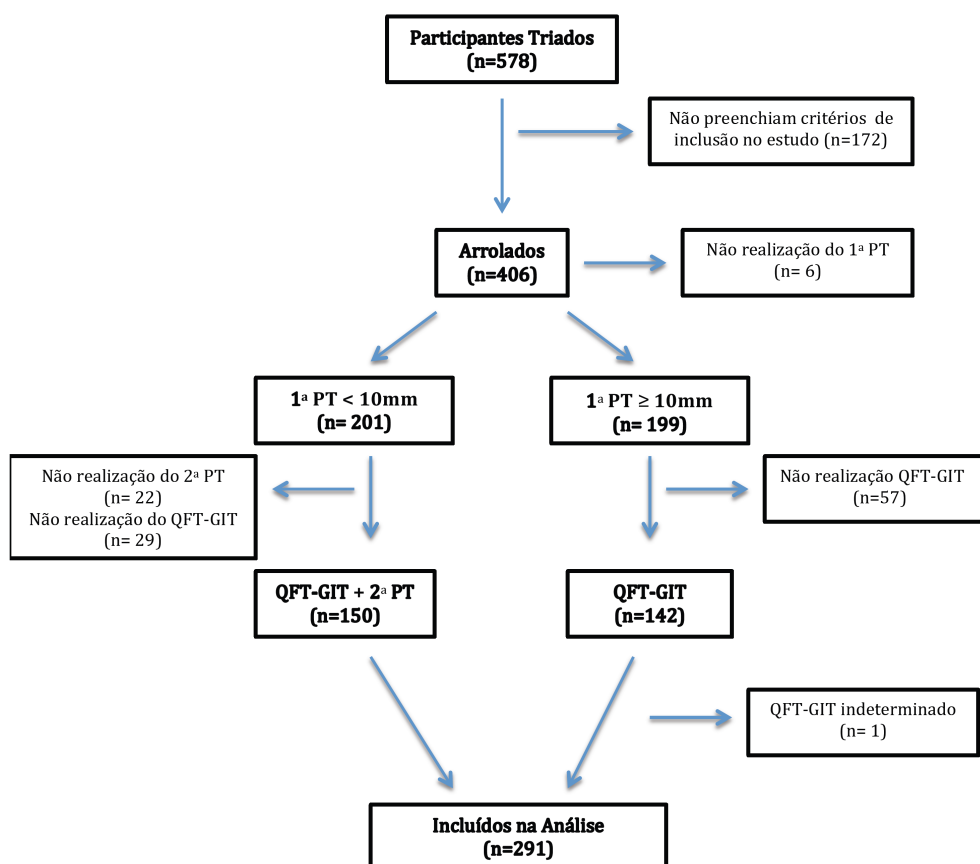 Participantes Triados
(n=578)
Não preenchiam critérios de
inclusão no estudo (n=172)
Arrolados
(n=406)
Não realização do 1ª PT
(n= 6)
1ª PT < 10mm
(n= 201)
1ª PT ≥ 10mm
(n= 199)
Não realização do 2ª PT
(n= 22)
Não realização do QFT-GIT
(n= 29)
Não realização QFT-GIT
(n=57)
QFT-GIT + 2ª PT
(n=150)
QFT-GIT
(n=142)
QFT-GIT indeterminado
(n= 1)
Incluídos na Análise
(n=291)